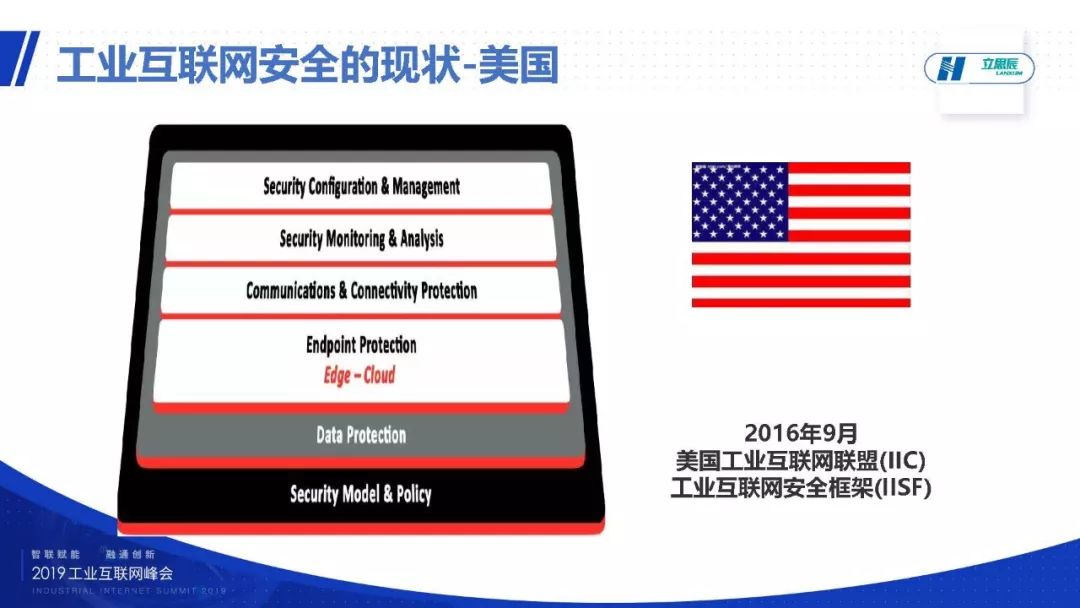 工业互联网安全的现状-美国
立思辰
LANXUM
Security Configuration & Management
Security Monitoring & Analysis
Communications & Connectivity Protection
Endpoint Protection
Edge – Cloud
Data Protection
Security Model & Policy
2016年9月
美国工业互联网联盟(IIC)
工业互联网安全框架(IISF)
智联赋能 融通创新
2019工业互联网峰会
INDUSTRIAL INTERNET SUMMIT 2019